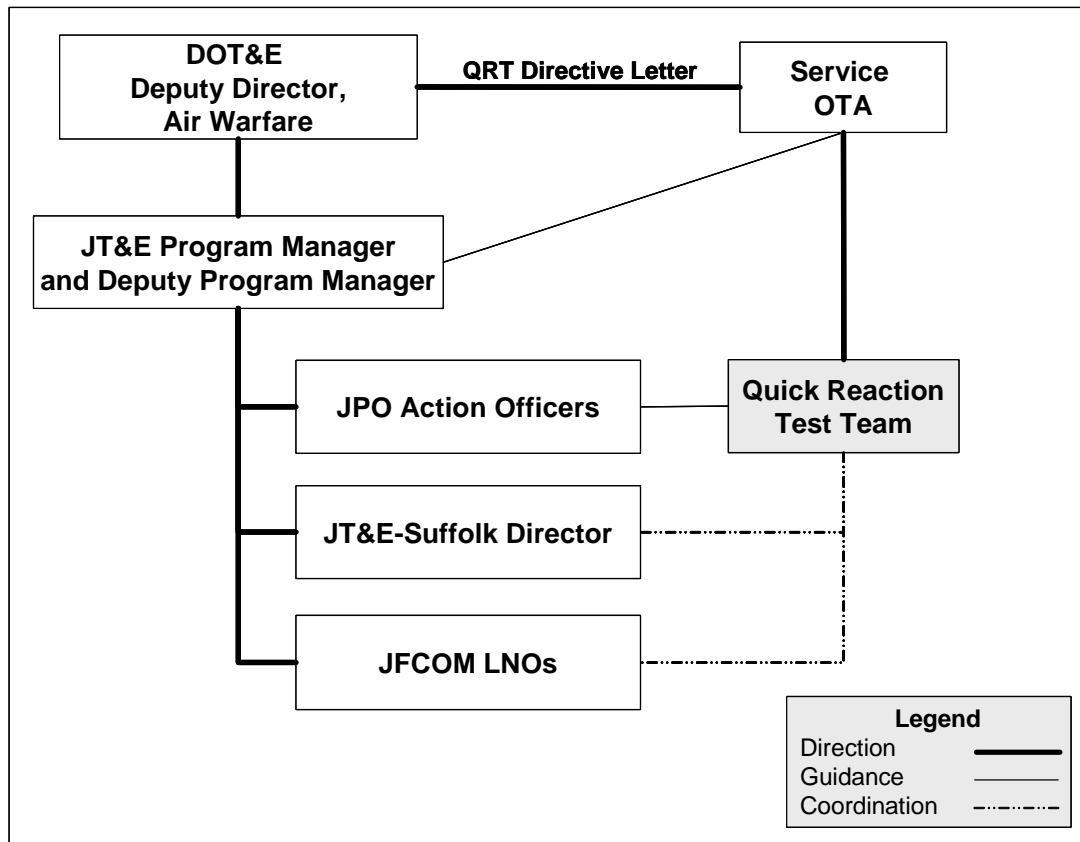 DOT&E
Deputy Director,
Air Warfare
QRT Directive Letter
Service
OTA
JT&E Program Manager
and Deputy Program Manager
JPO Action Officers
Quick Reaction
Test Team
JT&E-Suffolk Director
JFCOM LNOs
Legend
Direction
Guidance
Coordination